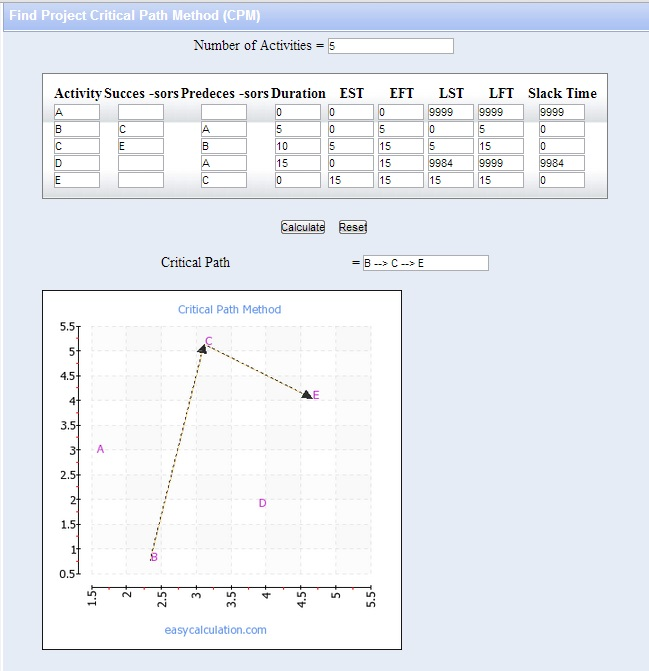 Find Project Critical Path Method (CPM)
Number of Activities = 5
Activity Succes -sors Predeces -sors Duration EST EFT LST LFT Slack Time
A 0 0 0 9999 9999 9999
B C A 5 0 5 0 5 0
C E B 10 5 15 5 15 0
D A 15 0 15 9984 9999 9984
E C 0 15 15 15 15 0
Calculate Reset
Critical Path = B --> C --> E
Critical Path Method
5.5
5
4.5
4
3.5
3
2.5
2
1.5
1
0.5
C
E
A
D
B
1.5 2 2.5 3 3.5 4 4.5 5 5.5
easycalculation.com